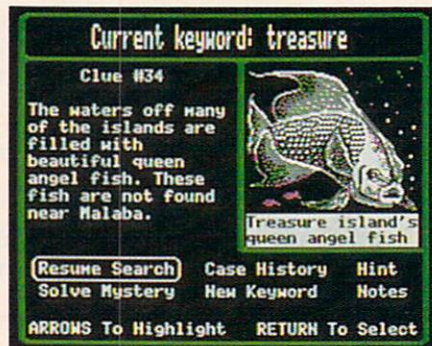 Current keyword: treasure
Clue #34
The waters off many
of the islands are
filled with
beautiful queen
angel fish. These
fish are not found
near Malaba.
Treasure island's
queen angel fish
Resume Search Case History Hint
Solve Mystery New Keyword Notes
ARROWS To Highlight RETURN To Select